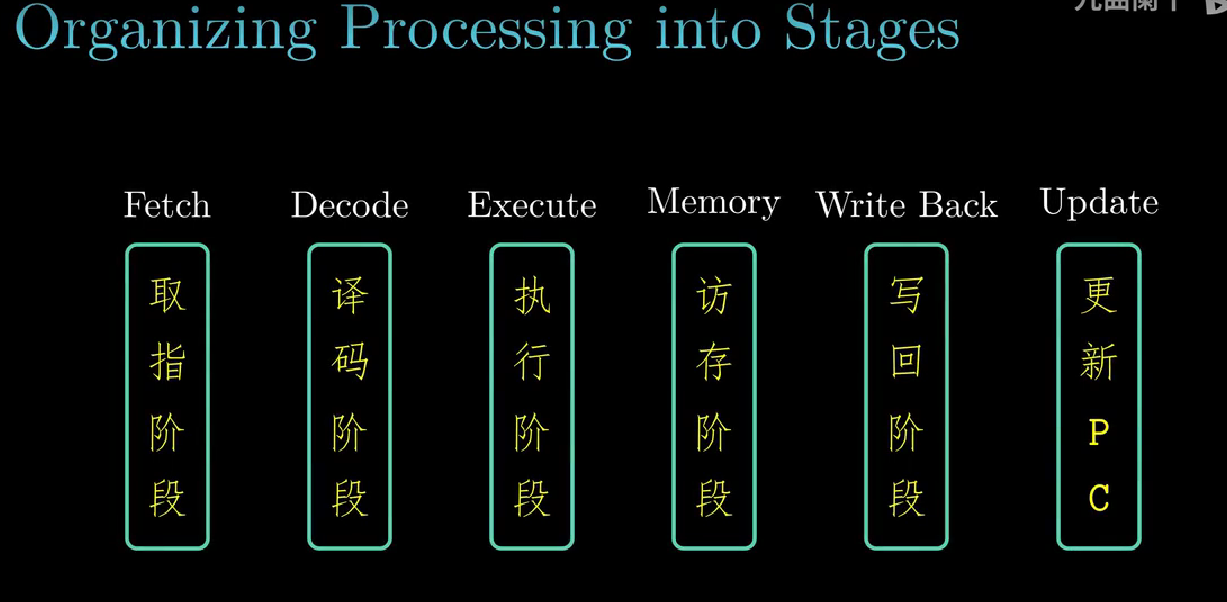 Organizing Processing into Stages
Fetch
Decode
Execute
Memory
Write Back
Update
取指阶段
译码阶段
执行阶段
访存阶段
写回阶段
更新PC